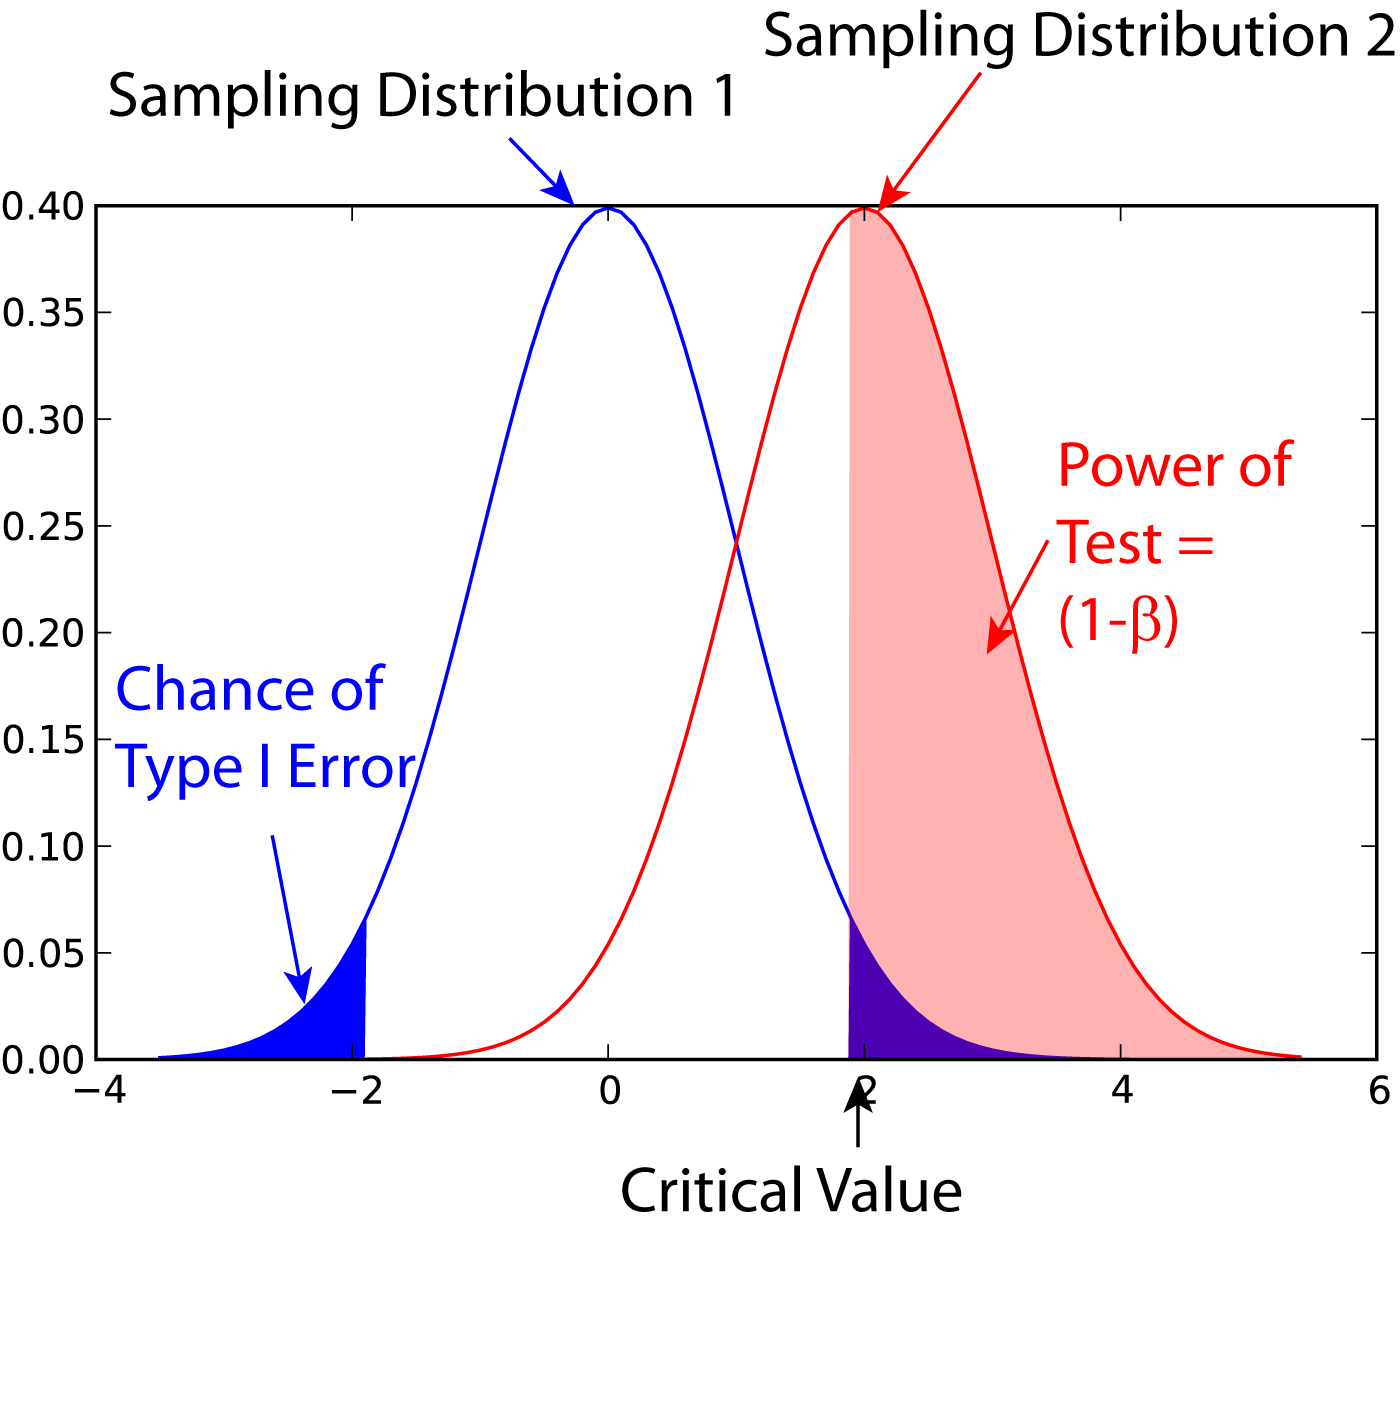 Sampling Distribution 2
Sampling Distribution 1
0.40
0.35
0.30
0.25
0.20
0.15
0.10
0.05
0.00
Power of
Test =
(1-β)
Chance of
Type I Error
−4
−2
0
2
4
6
Critical Value